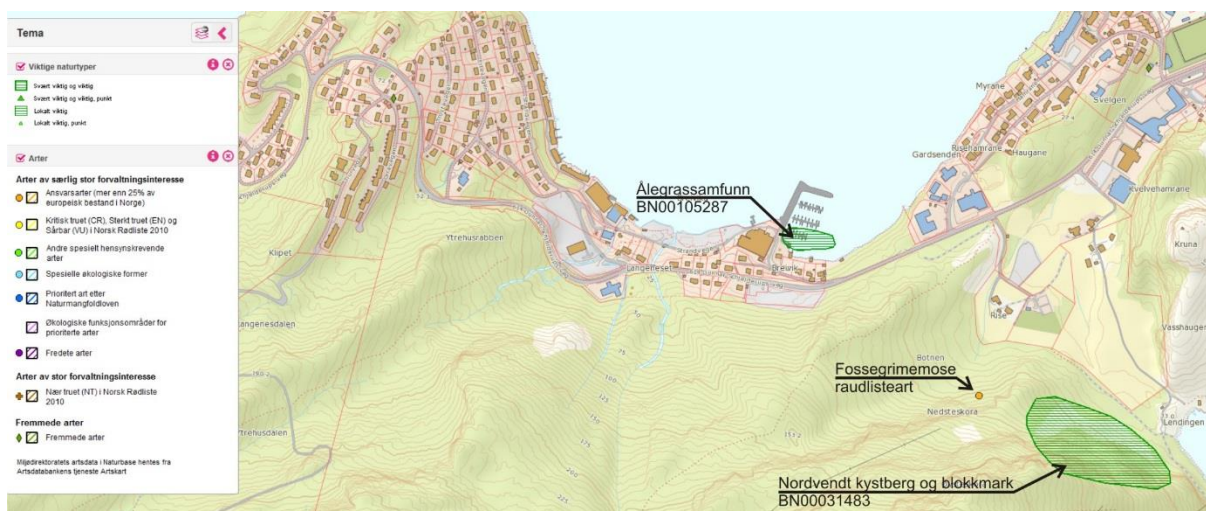 Tema
Viktige naturtyper
Svært viktig og viktig
Svært viktig og viktig, punkt
Lokalt viktig
Lokalt viktig, punkt
Arter
Arter av særlig stor forvaltningsinteresse
Ansvarsarter (mer enn 25% av
europeisk bestand i Norge)
Kritisk truet (CR), Sterkt truet (EN) og
Sårbar (VU) i Norsk Rødliste 2010
Andre spesielt hensynskrevende
arter
Spesielle økologiske former
Prioritert art etter
Naturmangfoldloven
Økologiske funksjonsområder for
prioriterte arter
Fredete arter
Arter av stor forvaltningsinteresse
Nær truet (NT) i Norsk Rødliste
2010
Fremmede arter
Fremmede arter
Miljødirektoratets artsdata i Naturbase hentes fra
Artsdatabankens tjeneste Artskart
Myrane
Svelgen
Risehamrane
Haugane
Gardsenden
Kvelvehamrane
Ålegrassamfunn
BN00105287
Ytrehusrabben
Klipet
Langeneset
Breivik
Kruna
Rise
Langenesdalen
Vasshaugen
Botnen
Fossegrimemose
raudlisteart
Nedsteskora
Lendingen
Ytrehusdalen
Nordvendt kystberg og blokkmark
BN00031483